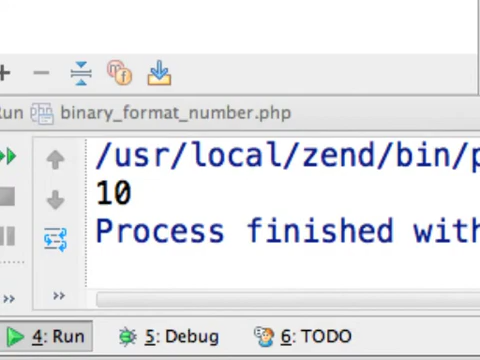 Run binary_format_number.php
/usr/local/zend/bin/p
10
Process finished with
4: Run 5: Debug 6: TODO